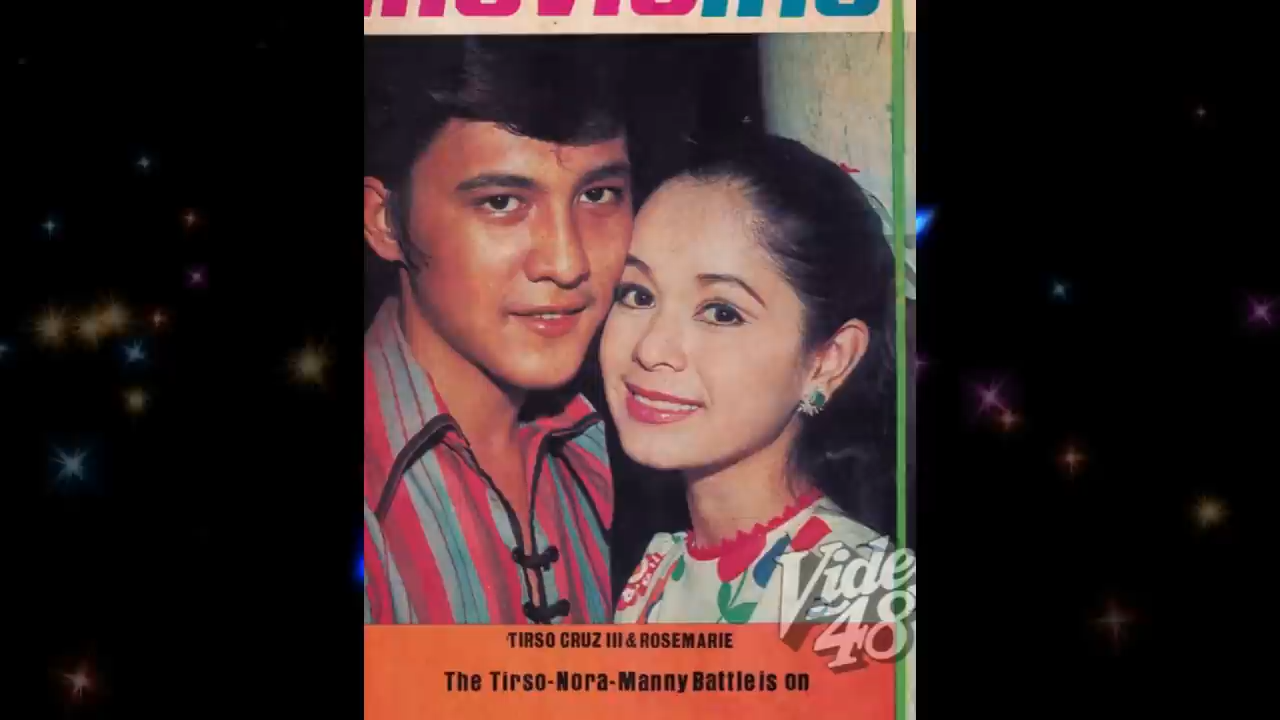 TIRSO CRUZ III & ROSEMARIE
The Tirso-Nora-Manny Battle is on
Video
48